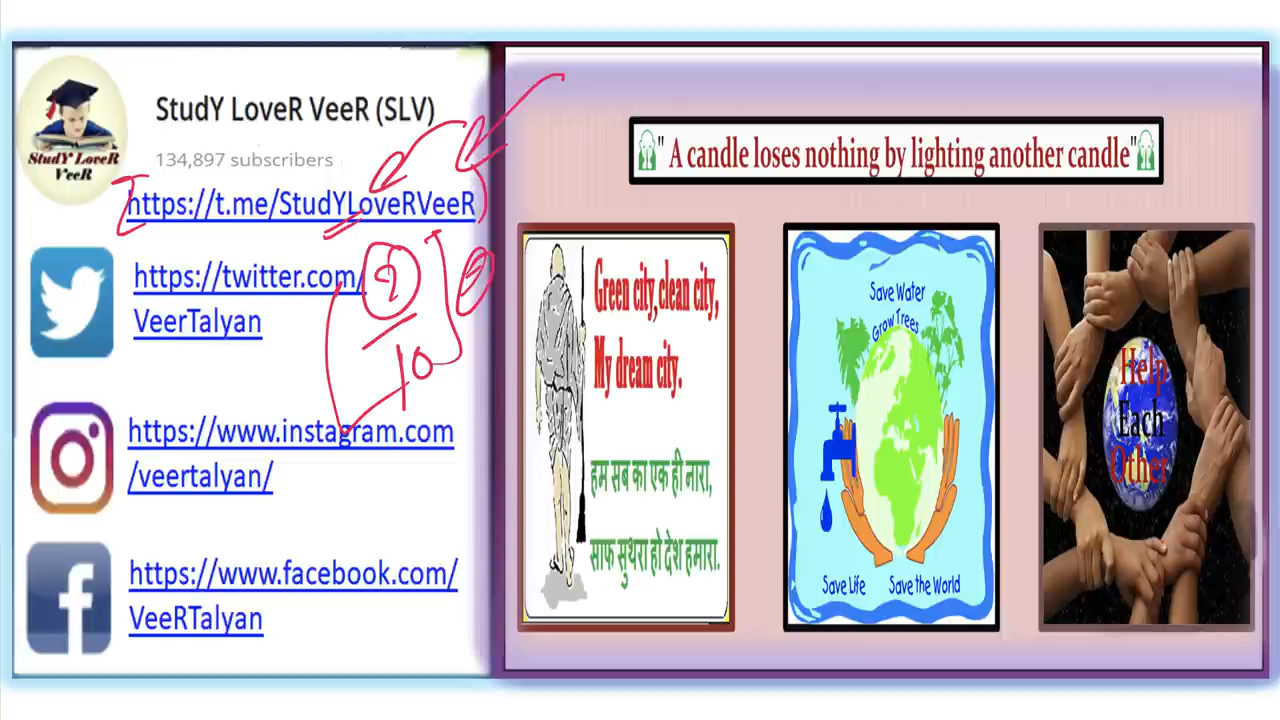 StudY LoveR VeeR (SLV)
134,897 subscribers
StudY LoveR
VeeR
https://t.me/StudYLoveRVeeR
https://twitter.com/
VeerTalyan
9
10
https://www.instagram.com
/veertalyan/
https://www.facebook.com/
VeeRTalyan
" A candle loses nothing by lighting another candle"
Green city,clean city,
My dream city.
हम सब का एक ही नारा,
साफ सुथरा हो देश हमारा.
Save Water
Grow Trees
Save Life Save the World
Help
Each
Other